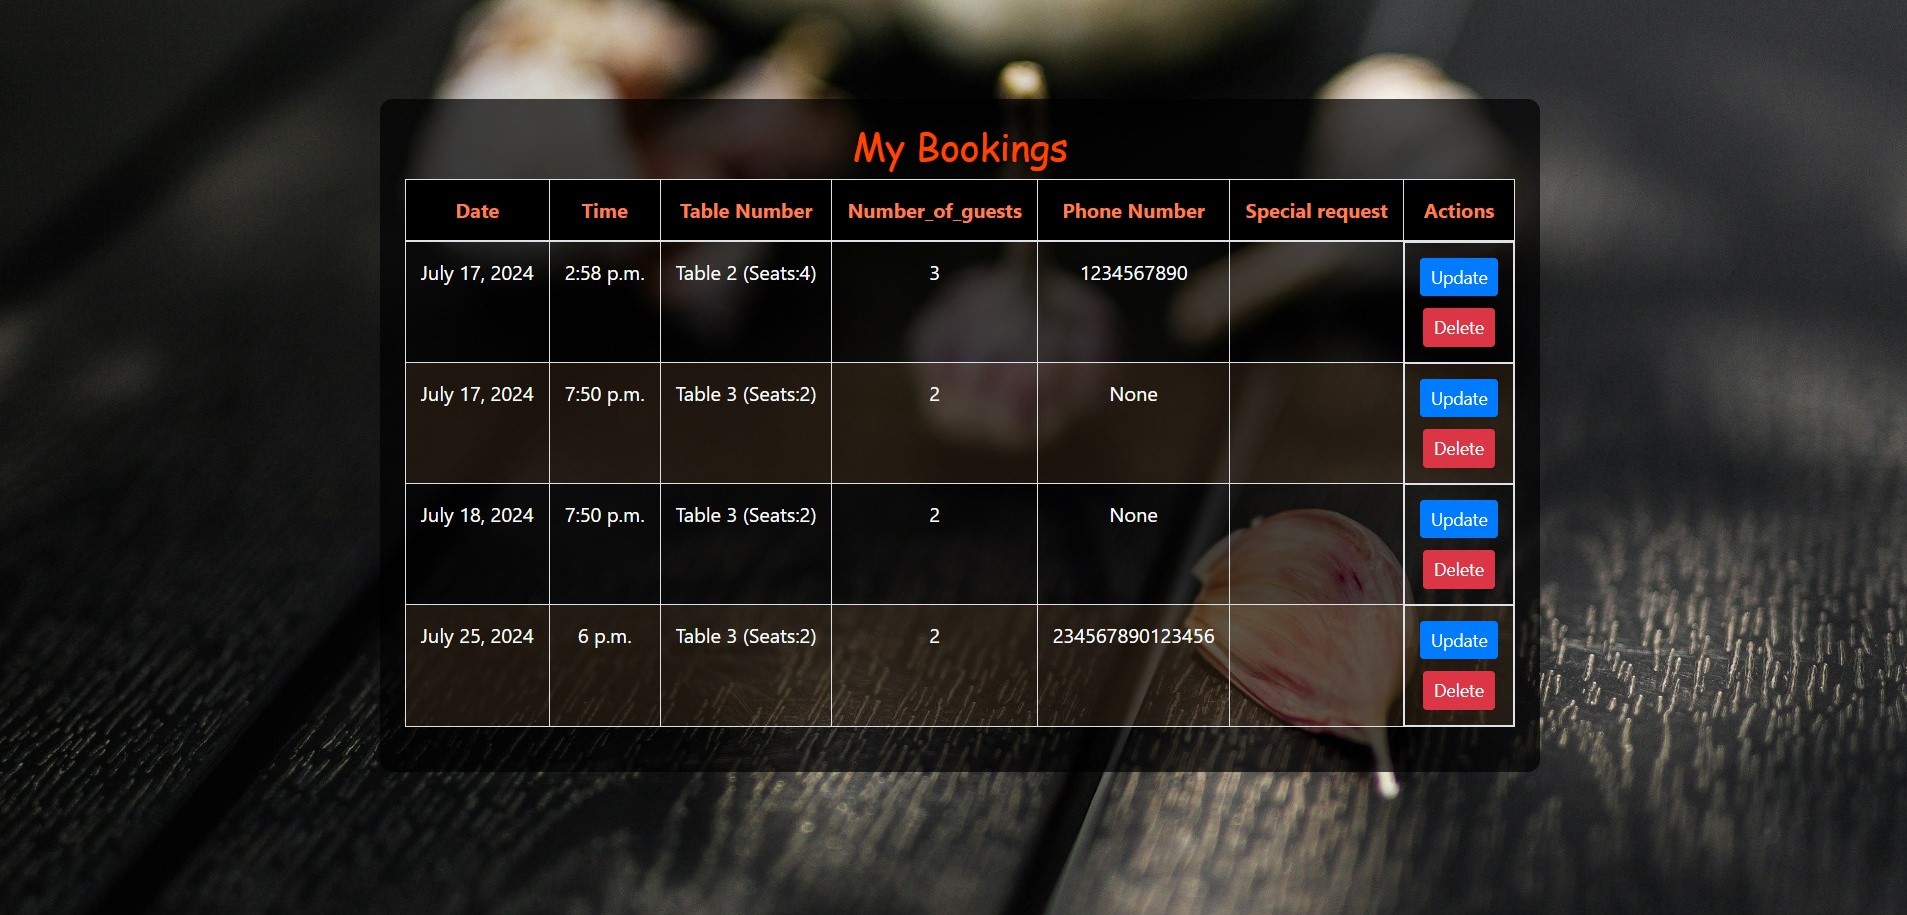 My Bookings
Date Time Table Number Number_of_guests Phone Number Special request Actions
July 17, 2024 2:58 p.m. Table 2 (Seats:4) 3 1234567890 Update
Delete
July 17, 2024 7:50 p.m. Table 3 (Seats:2) 2 None Update
Delete
July 18, 2024 7:50 p.m. Table 3 (Seats:2) 2 None Update
Delete
July 25, 2024 6 p.m. Table 3 (Seats:2) 2 234567890123456 Update
Delete